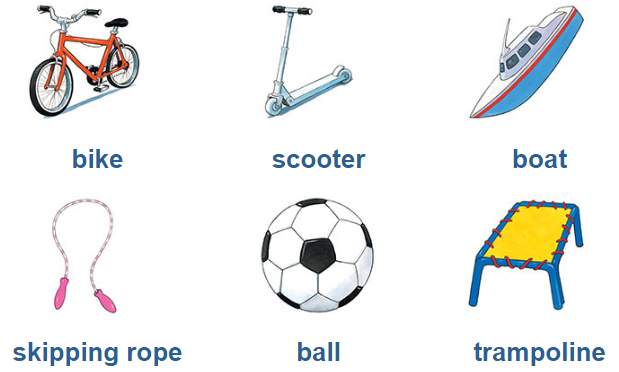 bike scooter boat
skipping rope ball trampoline